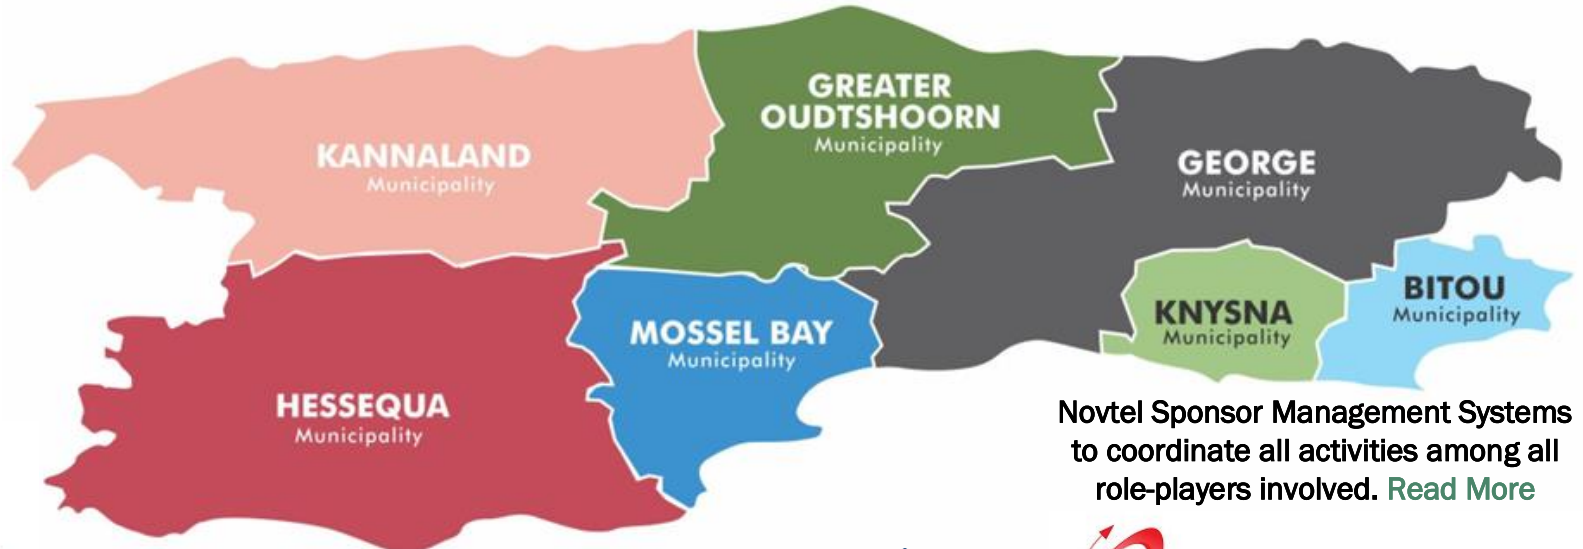 GREATER
OUDTSHOORN
Municipality
KANNALAND
Municipality
GEORGE
Municipality
BITOU
Municipality
KNYSNA
Municipality
MOSSEL BAY
Municipality
HESSEQUA
Municipality
Novtel Sponsor Management Systems
to coordinate all activities among all
role-players involved. Read More